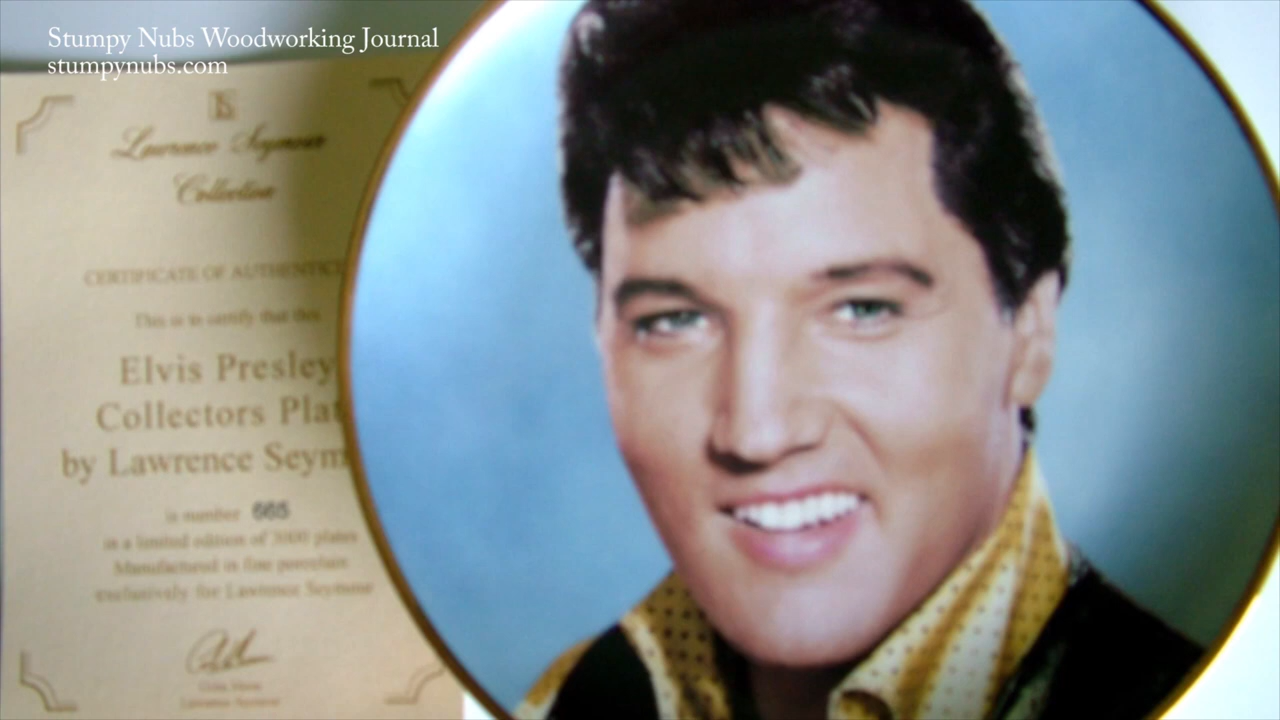 Stumpy Nubs Woodworking Journal
stumpynubs.com
Lawrence Seymour
Collection
CERTIFICATE OF AUTHENTICI
This is to certify that this
Elvis Presley
Collectors Plat
by Lawrence Seym
is number 665
in a limited edition of 3000 plates
Manufactured in fine porcelain
exclusively for Lawrence Seymour
Lawrence Seymour